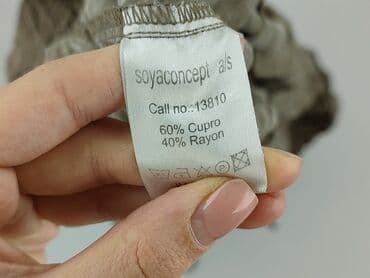 soyaconcept a/s
Call no.:13810
60% Cupro
40% Rayon